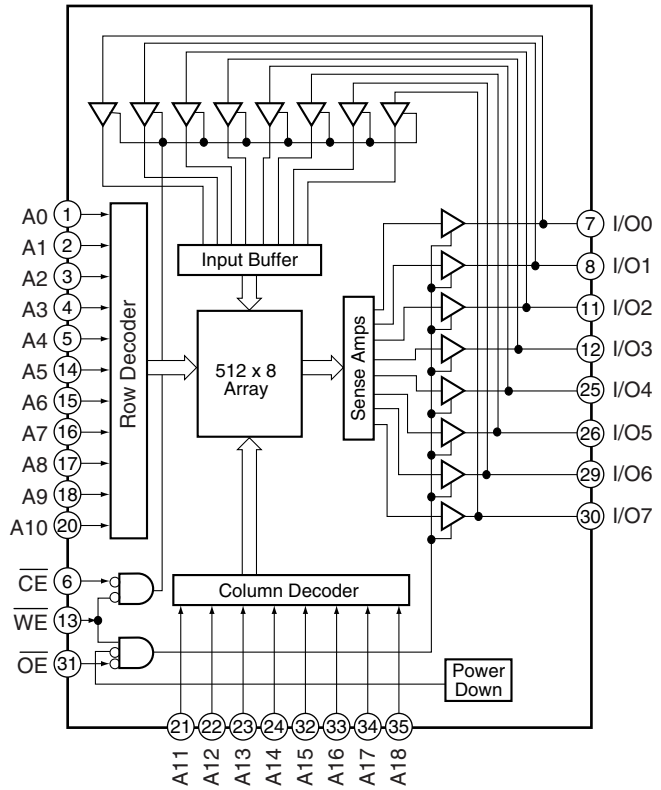 Input Buffer
A0 1
A1 2
A2 3
A3 4
A4 5
A5 14
A6 15
A7 16
A8 17
A9 18
A10 20
Row Decoder
512 x 8
Array
Sense Amps
7 I/O0
8 I/O1
11 I/O2
12 I/O3
25 I/O4
26 I/O5
29 I/O6
30 I/O7
C̅E̅ 6
W̅E̅ 13
O̅E̅ 31
Column Decoder
Power
Down
21 22 23 24 32 33 34 35
A11 A12 A13 A14 A15 A16 A17 A18